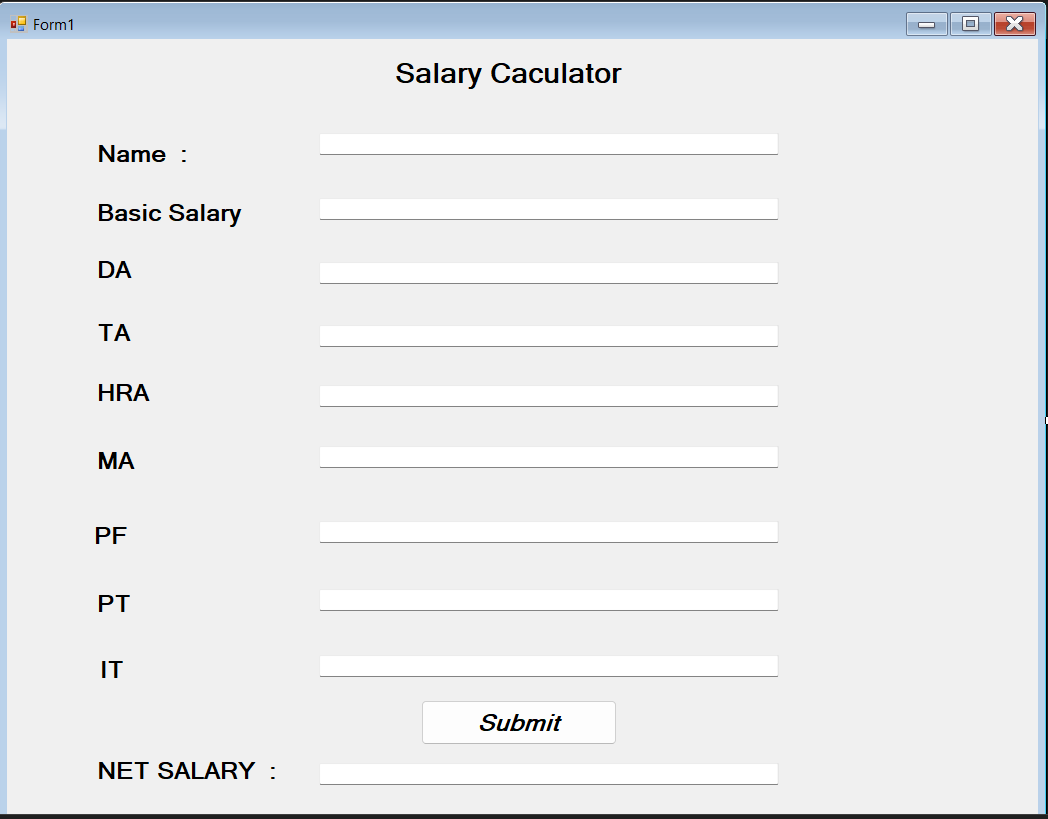 Form1
Salary Caculator
Name  :
Basic Salary
DA
TA
HRA
MA
PF
PT
IT
Submit
NET SALARY  :